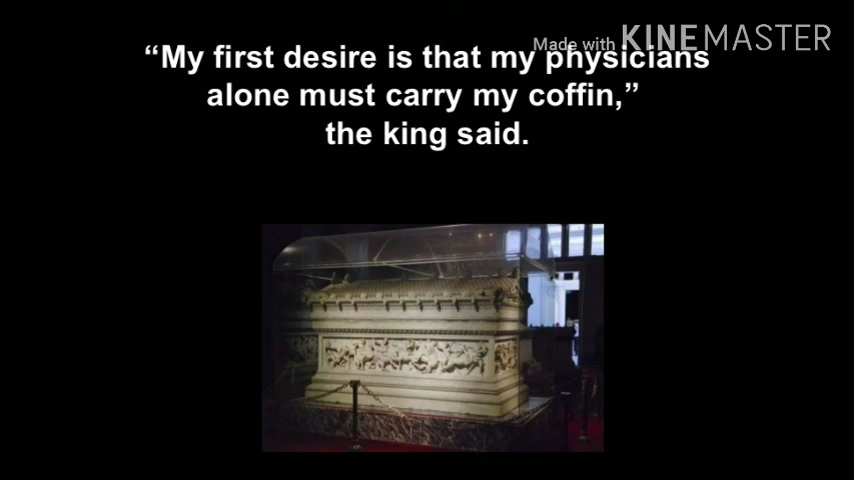 Made with KINEMASTER
“My first desire is that my physicians
alone must carry my coffin,”
the king said.